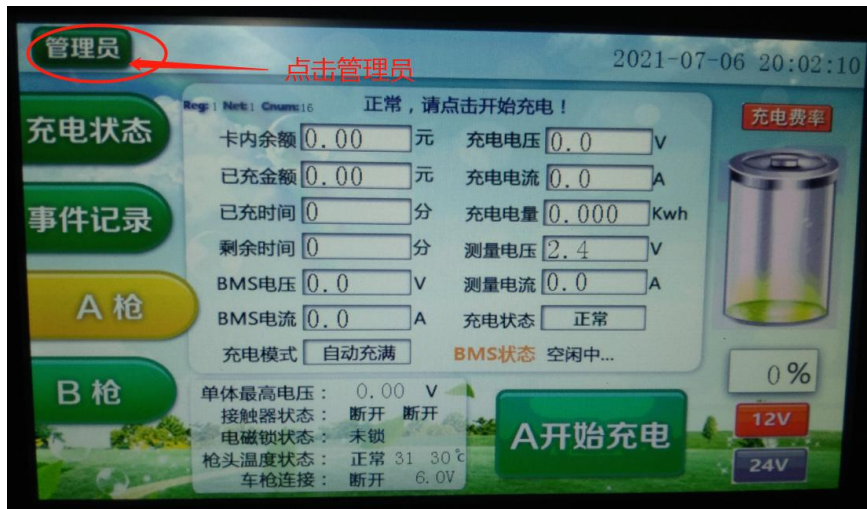 管理员
点击管理员
2021-07-06 20:02:10
Reg: 1 Net: 1 Cnum: 16
正常，请点击开始充电！
充电费率
充电状态
事件记录
A 枪
B 枪
卡内余额 0.00 元 充电电压 0.0 V
已充金额 0.00 元 充电电流 0.0 A
已充时间 0 分 充电电量 0.000 Kwh
剩余时间 0 分 测量电压 2.4 V
BMS电压 0.0 V 测量电流 0.0 A
BMS电流 0.0 A 充电状态 正常
充电模式 自动充满 BMS状态 空闲中...
单体最高电压： 0.00 V
接触器状态： 断开 断开
电磁锁状态： 未锁
枪头温度状态： 正常 31 30℃
车枪连接： 断开 6.0V
A开始充电
0%
12V
24V